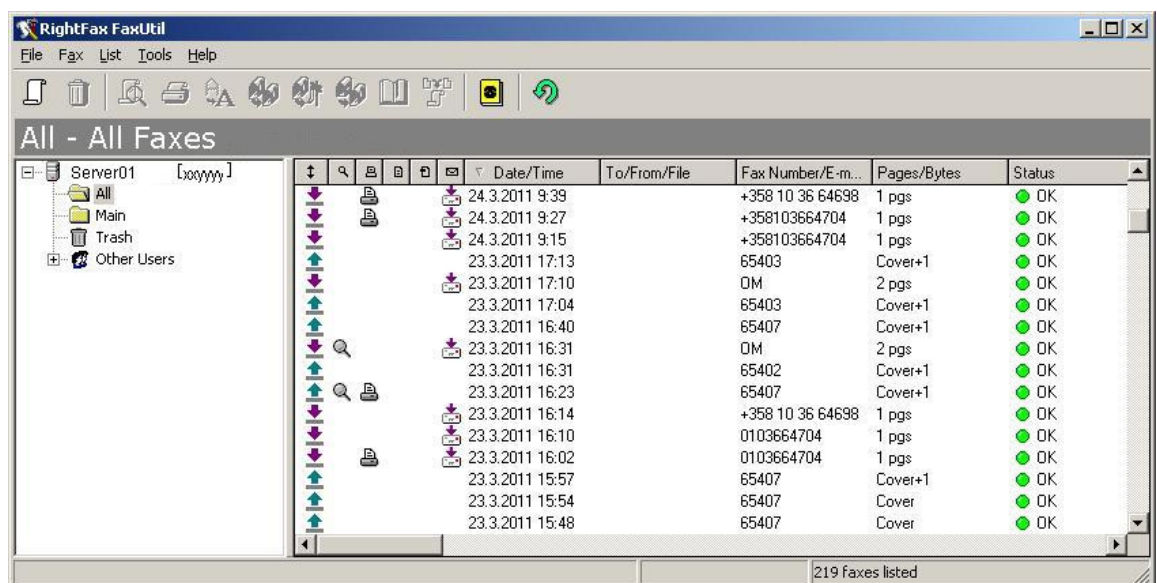 RightFax FaxUtil
File Fax List Tools Help
All - All Faxes
Server01 [xxyyyy]
All
Main
Trash
Other Users
Date/Time To/From/File Fax Number/E-m... Pages/Bytes Status
24.3.2011 9:39 +358 10 36 64698 1 pgs OK
24.3.2011 9:27 +358103664704 1 pgs OK
24.3.2011 9:15 +358103664704 1 pgs OK
23.3.2011 17:13 65403 Cover+1 OK
23.3.2011 17:10 OM 2 pgs OK
23.3.2011 17:04 65403 Cover+1 OK
23.3.2011 16:40 65407 Cover+1 OK
23.3.2011 16:31 OM 2 pgs OK
23.3.2011 16:31 65402 Cover+1 OK
23.3.2011 16:23 65407 Cover+1 OK
23.3.2011 16:14 +358 10 36 64698 1 pgs OK
23.3.2011 16:10 0103664704 1 pgs OK
23.3.2011 16:02 0103664704 1 pgs OK
23.3.2011 15:57 65407 Cover+1 OK
23.3.2011 15:54 65407 Cover OK
23.3.2011 15:48 65407 Cover OK
219 faxes listed